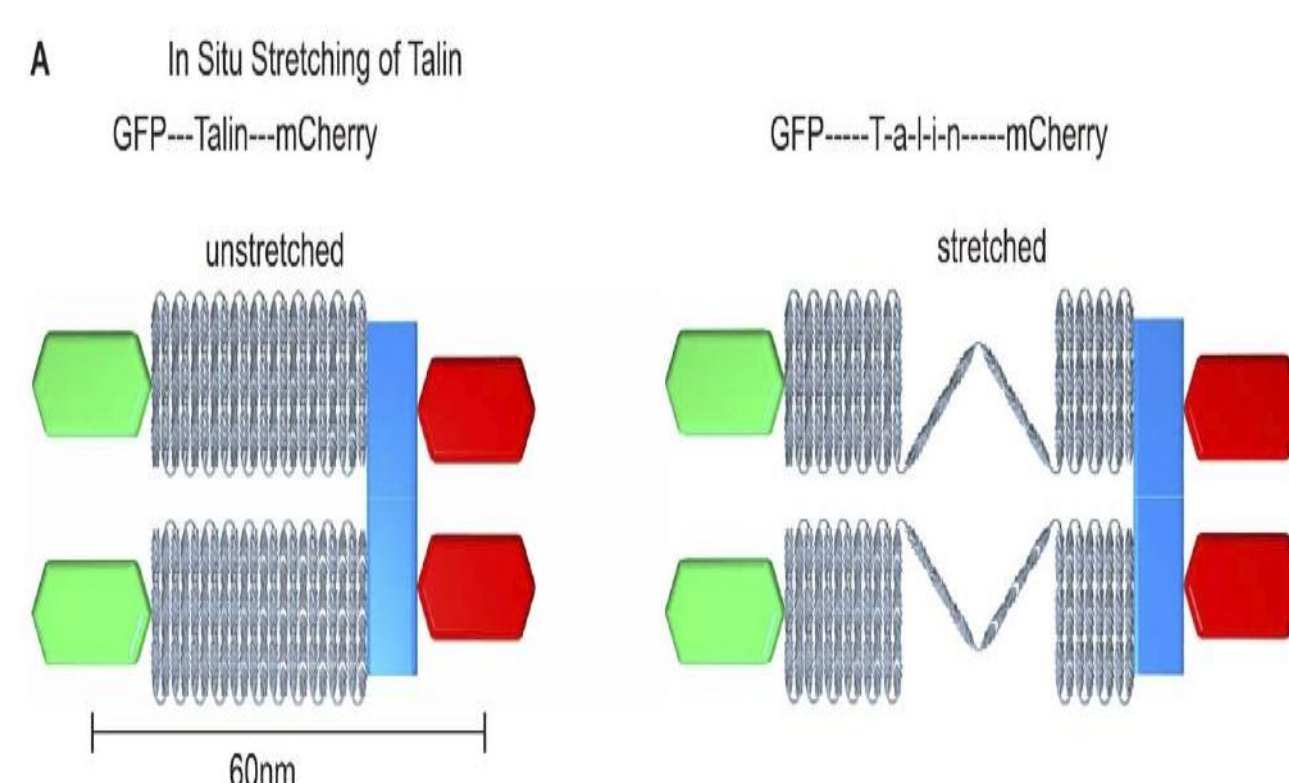 A In Situ Stretching of Talin
GFP---Talin---mCherry
GFP-----T-a-l-i-n-----mCherry
unstretched
stretched
60nm